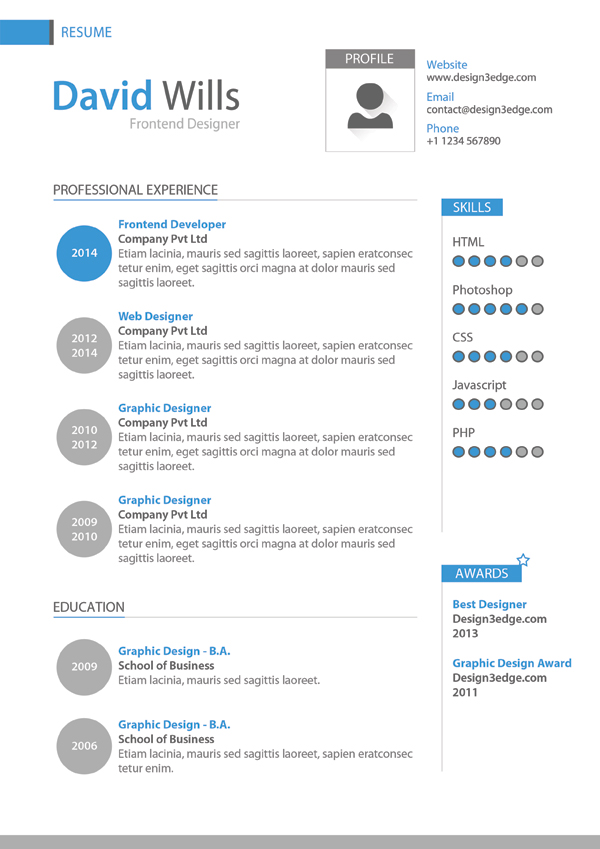 RESUME
David Wills
Frontend Designer
PROFILE
Website
www.design3edge.com
Email
contact@design3edge.com
Phone
+1 1234 567890
PROFESSIONAL EXPERIENCE
2014
Frontend Developer
Company Pvt Ltd
Etiam lacinia, mauris sed sagittis laoreet, sapien eratconsec
tetur enim, eget sagittis orci magna at dolor mauris sed
sagittis laoreet.
2012
2014
Web Designer
Company Pvt Ltd
Etiam lacinia, mauris sed sagittis laoreet, sapien eratconsec
tetur enim, eget sagittis orci magna at dolor mauris sed
sagittis laoreet.
2010
2012
Graphic Designer
Company Pvt Ltd
Etiam lacinia, mauris sed sagittis laoreet, sapien eratconsec
tetur enim, eget sagittis orci magna at dolor mauris sed
sagittis laoreet.
2009
2010
Graphic Designer
Company Pvt Ltd
Etiam lacinia, mauris sed sagittis laoreet, sapien eratconsec
tetur enim, eget sagittis orci magna at dolor mauris sed
sagittis laoreet.
EDUCATION
2009
Graphic Design - B.A.
School of Business
Etiam lacinia, mauris sed sagittis laoreet.
2006
Graphic Design - B.A.
School of Business
Etiam lacinia, mauris sed sagittis laoreet, sapien eratconsec
tetur enim.
SKILLS
HTML
Photoshop
CSS
Javascript
PHP
AWARDS
Best Designer
Design3edge.com
2013
Graphic Design Award
Design3edge.com
2011